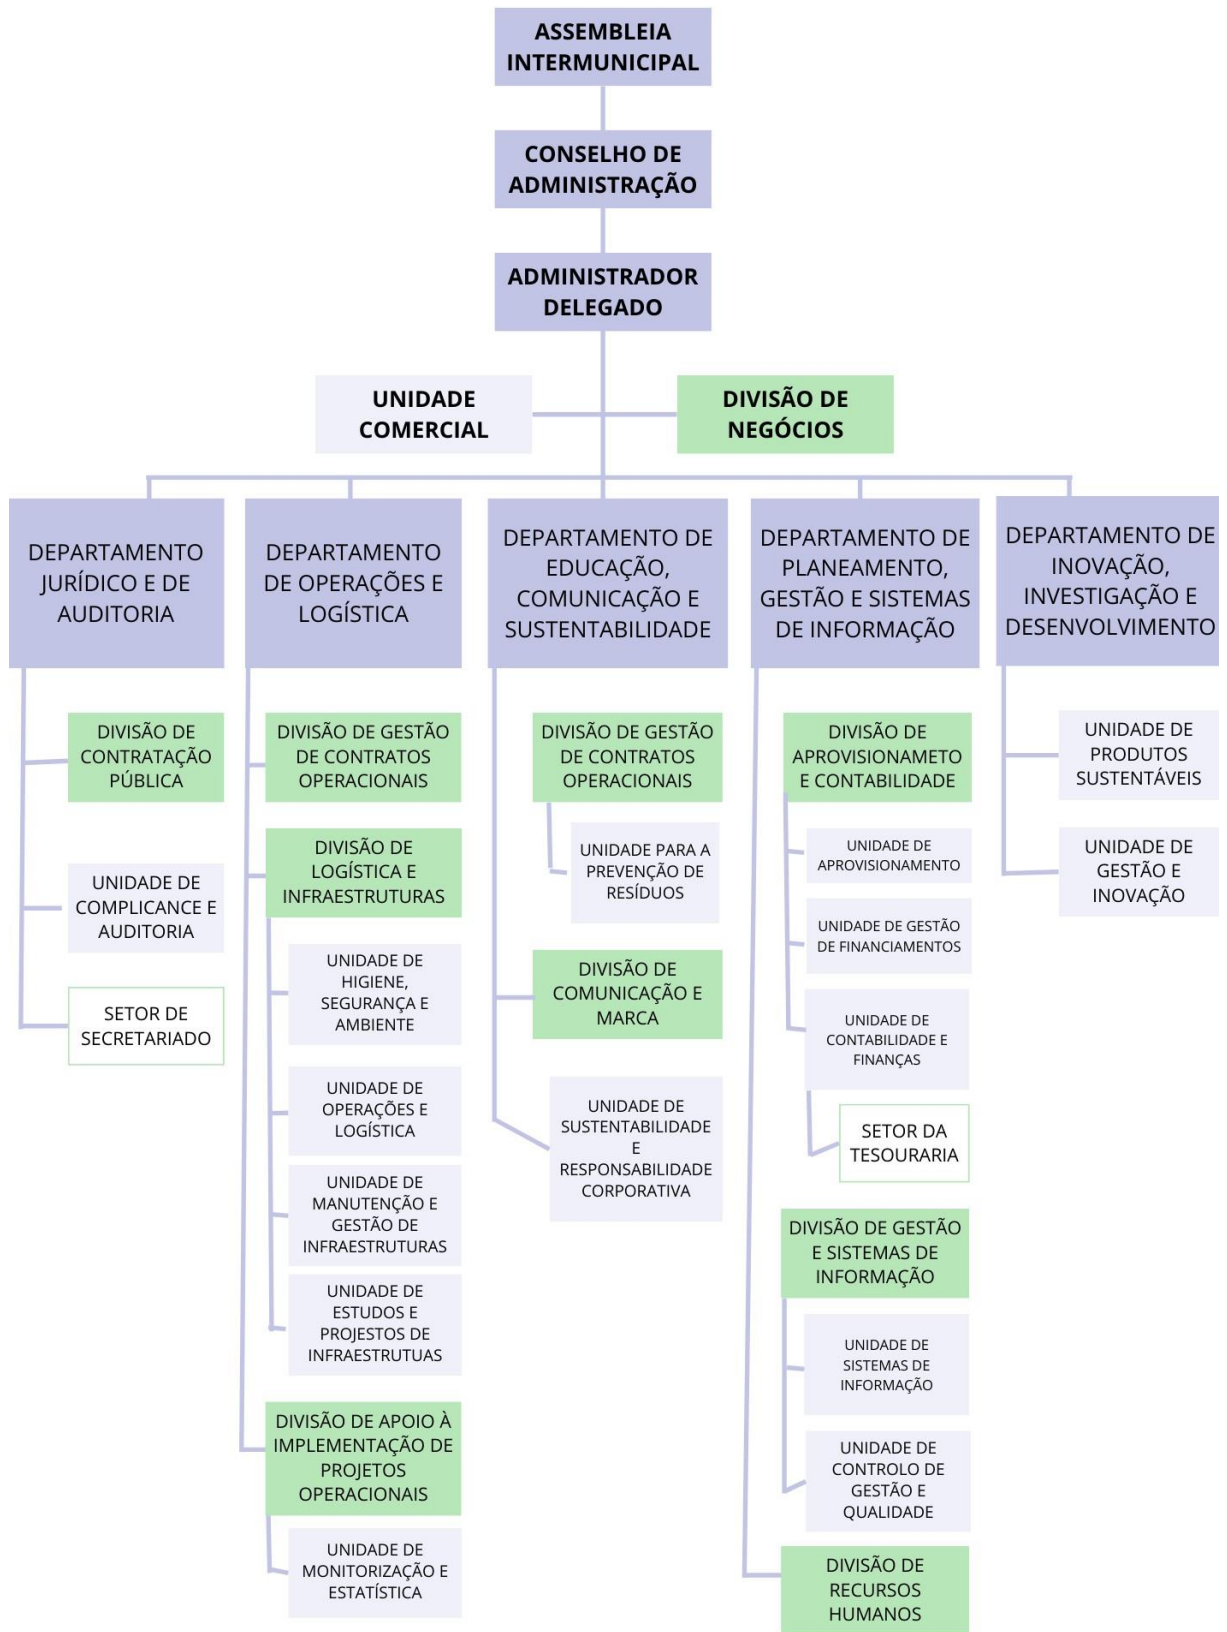 ASSEMBLEIA
INTERMUNICIPAL
CONSELHO DE
ADMINISTRAÇÃO
ADMINISTRADOR
DELEGADO
UNIDADE
COMERCIAL
DIVISÃO DE
NEGÓCIOS
DEPARTAMENTO
JURÍDICO E DE
AUDITORIA
DIVISÃO DE
CONTRATAÇÃO
PÚBLICA
UNIDADE DE
COMPLICANCE E
AUDITORIA
SETOR DE
SECRETARIADO
DEPARTAMENTO
DE OPERAÇÕES E
LOGÍSTICA
DIVISÃO DE GESTÃO
DE CONTRATOS
OPERACIONAIS
DIVISÃO DE
LOGÍSTICA E
INFRAESTRUTURAS
UNIDADE DE
HIGIENE,
SEGURANÇA E
AMBIENTE
UNIDADE DE
OPERAÇÕES E
LOGÍSTICA
UNIDADE DE
MANUTENÇÃO E
GESTÃO DE
INFRAESTRUTURAS
UNIDADE DE
ESTUDOS E
PROJESTOS DE
INFRAESTRUTUAS
DIVISÃO DE APOIO À
IMPLEMENTAÇÃO DE
PROJETOS
OPERACIONAIS
UNIDADE DE
MONITORIZAÇÃO E
ESTATÍSTICA
DEPARTAMENTO DE
EDUCAÇÃO,
COMUNICAÇÃO E
SUSTENTABILIDADE
DIVISÃO DE GESTÃO
DE CONTRATOS
OPERACIONAIS
UNIDADE PARA A
PREVENÇÃO DE
RESÍDUOS
DIVISÃO DE
COMUNICAÇÃO E
MARCA
UNIDADE DE
SUSTENTABILIDADE
E
RESPONSABILIDADE
CORPORATIVA
DEPARTAMENTO DE
PLANEAMENTO,
GESTÃO E SISTEMAS
DE INFORMAÇÃO
DIVISÃO DE
APROVISIONAMETO
E CONTABILIDADE
UNIDADE DE
APROVISIONAMENTO
UNIDADE DE GESTÃO
DE FINANCIAMENTOS
UNIDADE DE
CONTABILIDADE E
FINANÇAS
SETOR DA
TESOURARIA
DIVISÃO DE GESTÃO
E SISTEMAS DE
INFORMAÇÃO
UNIDADE DE
SISTEMAS DE
INFORMAÇÃO
UNIDADE DE
CONTROLO DE
GESTÃO E
QUALIDADE
DIVISÃO DE
RECURSOS
HUMANOS
DEPARTAMENTO DE
INOVAÇÃO,
INVESTIGAÇÃO E
DESENVOLVIMENTO
UNIDADE DE
PRODUTOS
SUSTENTÁVEIS
UNIDADE DE
GESTÃO E
INOVAÇÃO